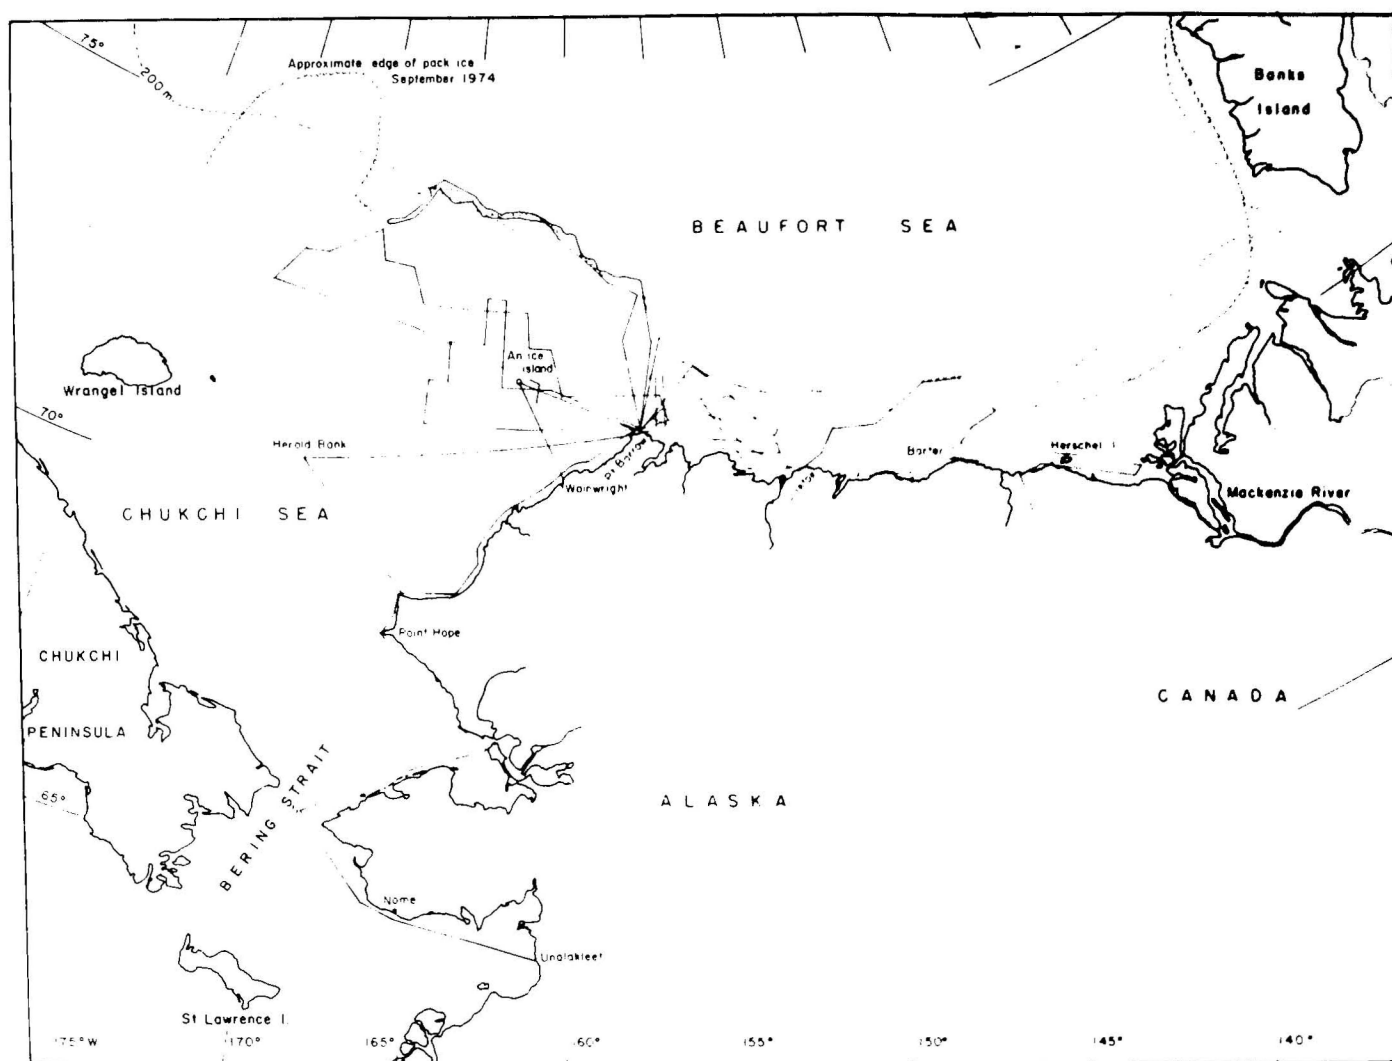 75°
200 m.
Approximate edge of pack ice
September 1974
Banks
Island
BEAUFORT SEA
An ice
island
Wrangel Island
70°
Herald Bank
Pt Barrow
Barter
Herschel I.
Wainwright
Mackenzie River
CHUKCHI SEA
Point Hope
CHUKCHI
CANADA
PENINSULA
65°
BERING STRAIT
ALASKA
Nome
Unalakleet
St Lawrence I.
175°W
170°
165°
160°
155°
150°
145°
140°